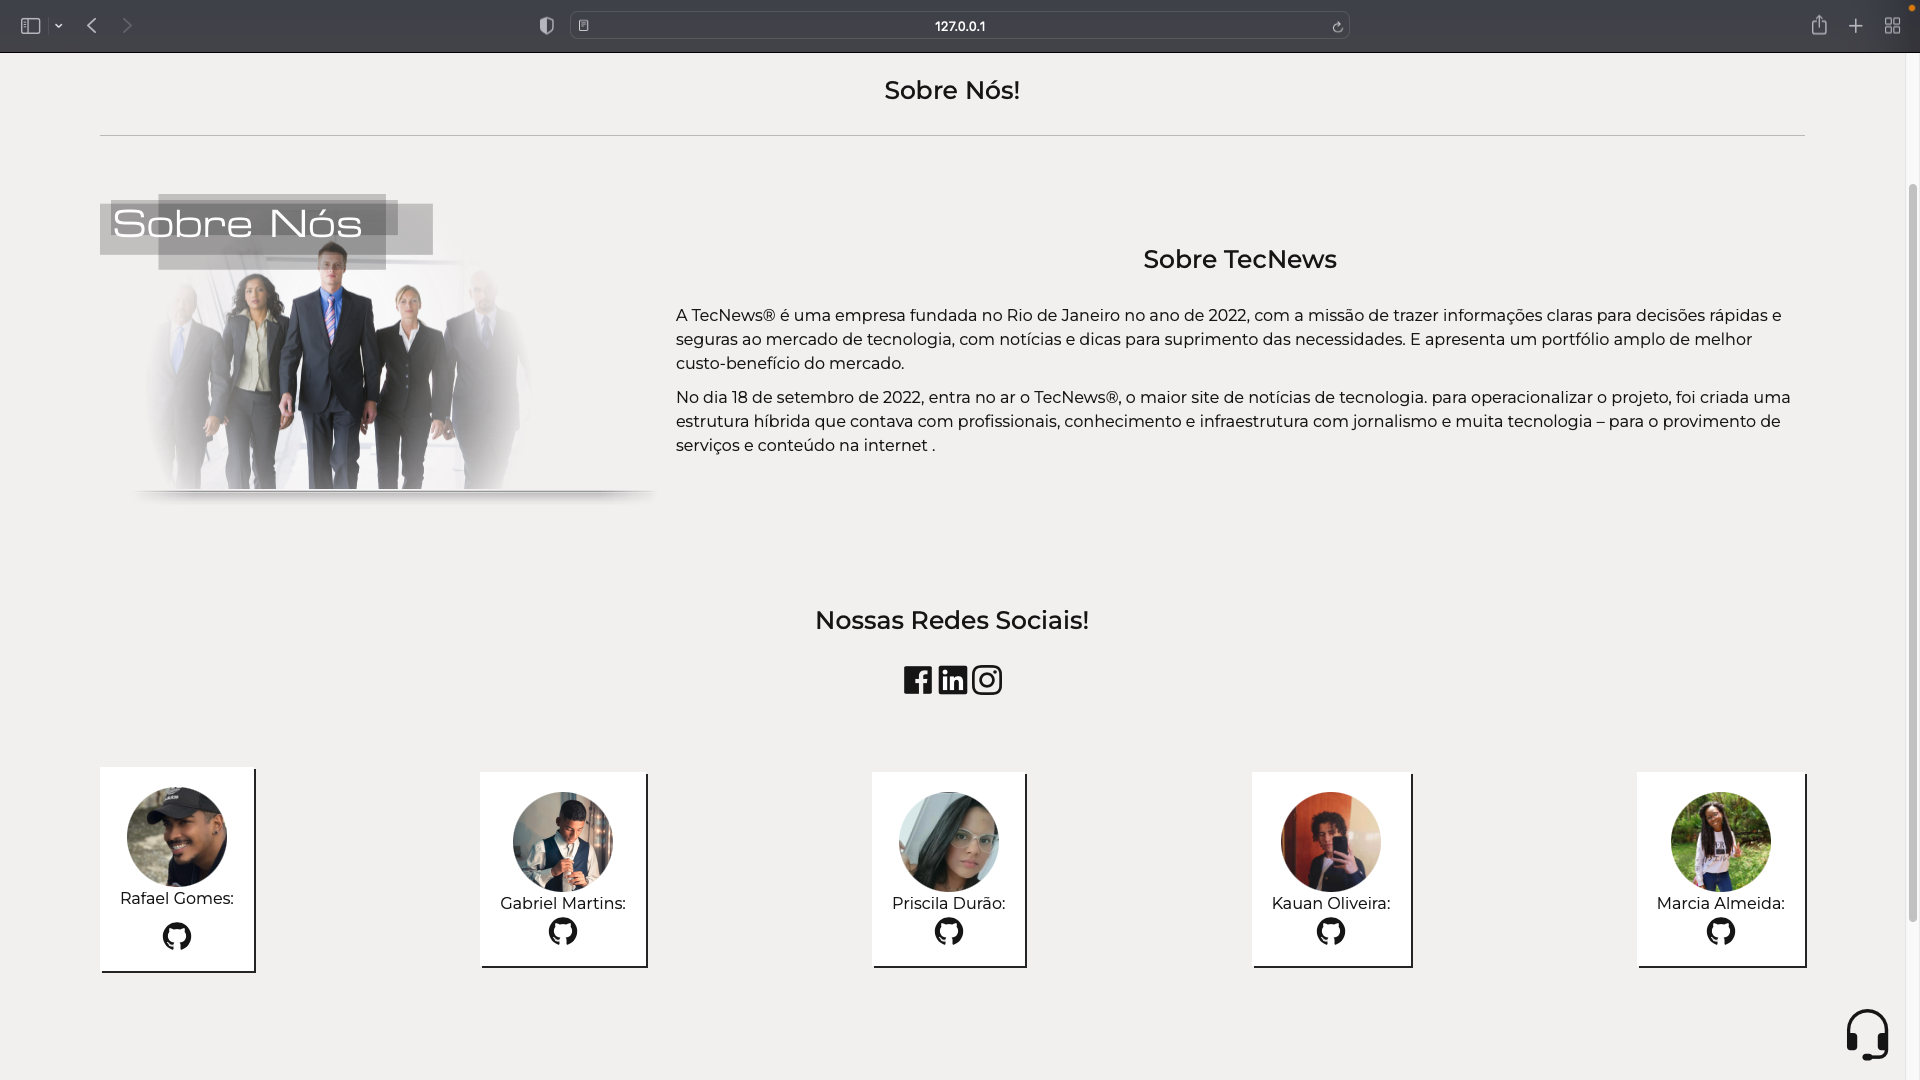 127.0.0.1
Sobre Nós!
Sobre Nós
Sobre TecNews
A TecNews® é uma empresa fundada no Rio de Janeiro no ano de 2022, com a missão de trazer informações claras para decisões rápidas e
seguras ao mercado de tecnologia, com notícias e dicas para suprimento das necessidades. E apresenta um portfólio amplo de melhor
custo-benefício do mercado.
No dia 18 de setembro de 2022, entra no ar o TecNews®, o maior site de notícias de tecnologia. para operacionalizar o projeto, foi criada uma
estrutura híbrida que contava com profissionais, conhecimento e infraestrutura com jornalismo e muita tecnologia – para o provimento de
serviços e conteúdo na internet .
Nossas Redes Sociais!
Rafael Gomes:
Gabriel Martins:
Priscila Durão:
Kauan Oliveira:
Marcia Almeida: